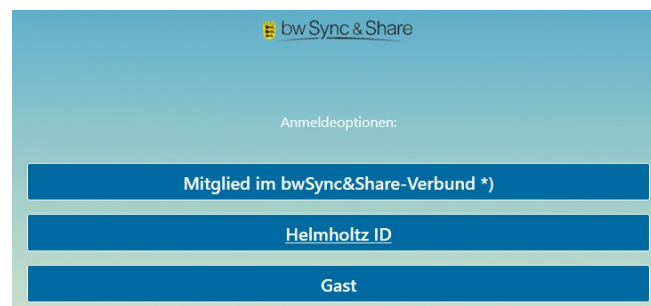 bwSync & Share
Anmeldeoptionen:
Mitglied im bwSync&Share-Verbund *)
Helmholtz ID
Gast